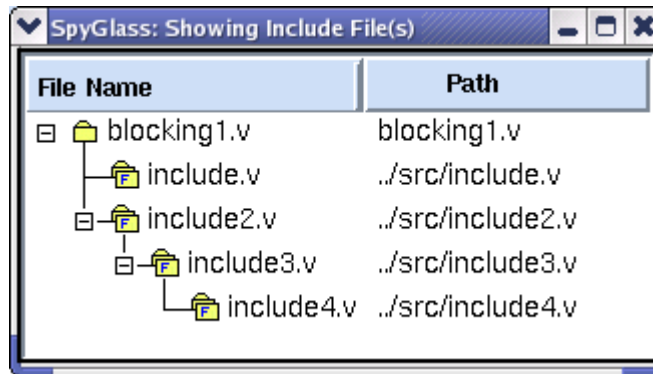 SpyGlass: Showing Include File(s)
File Name Path
blocking1.v blocking1.v
include.v ../src/include.v
include2.v ../src/include2.v
include3.v ../src/include3.v
include4.v ../src/include4.v